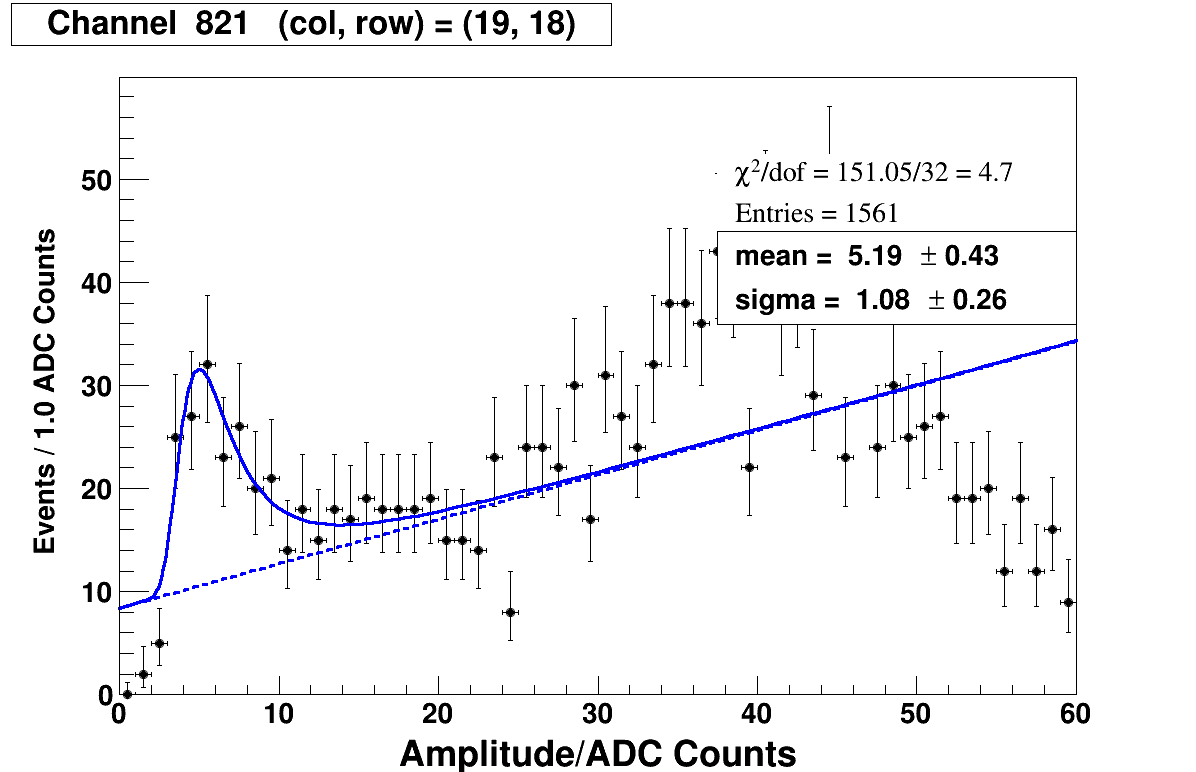 Channel 821 (col, row) = (19, 18)
χ²/dof = 151.05/32 = 4.7
Entries = 1561
mean = 5.19 ± 0.43
sigma = 1.08 ± 0.26
Events / 1.0 ADC Counts
50
40
30
20
10
0
0 10 20 30 40 50 60
Amplitude/ADC Counts